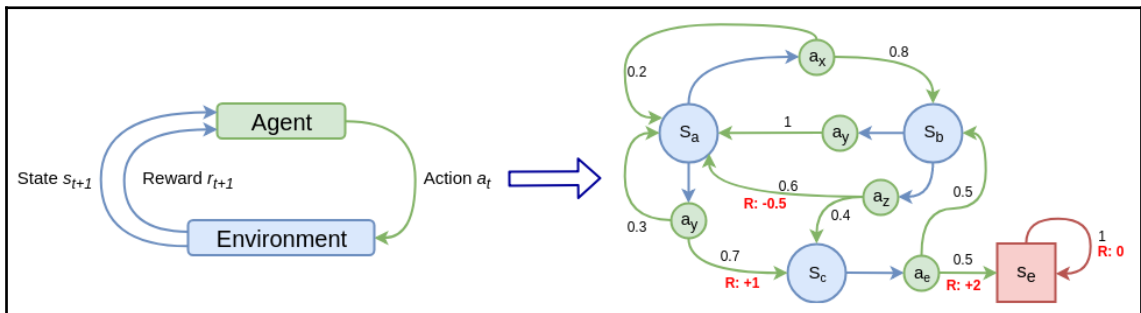 Agent
State s_{t+1}
Reward r_{t+1}
Action a_t
Environment
a_x
0.8
0.2
S_a
1
a_y
S_b
0.6
R: -0.5
a_z
0.5
0.3
a_y
0.4
0.7
R: +1
S_c
a_e
0.5
R: +2
s_e
1
R: 0